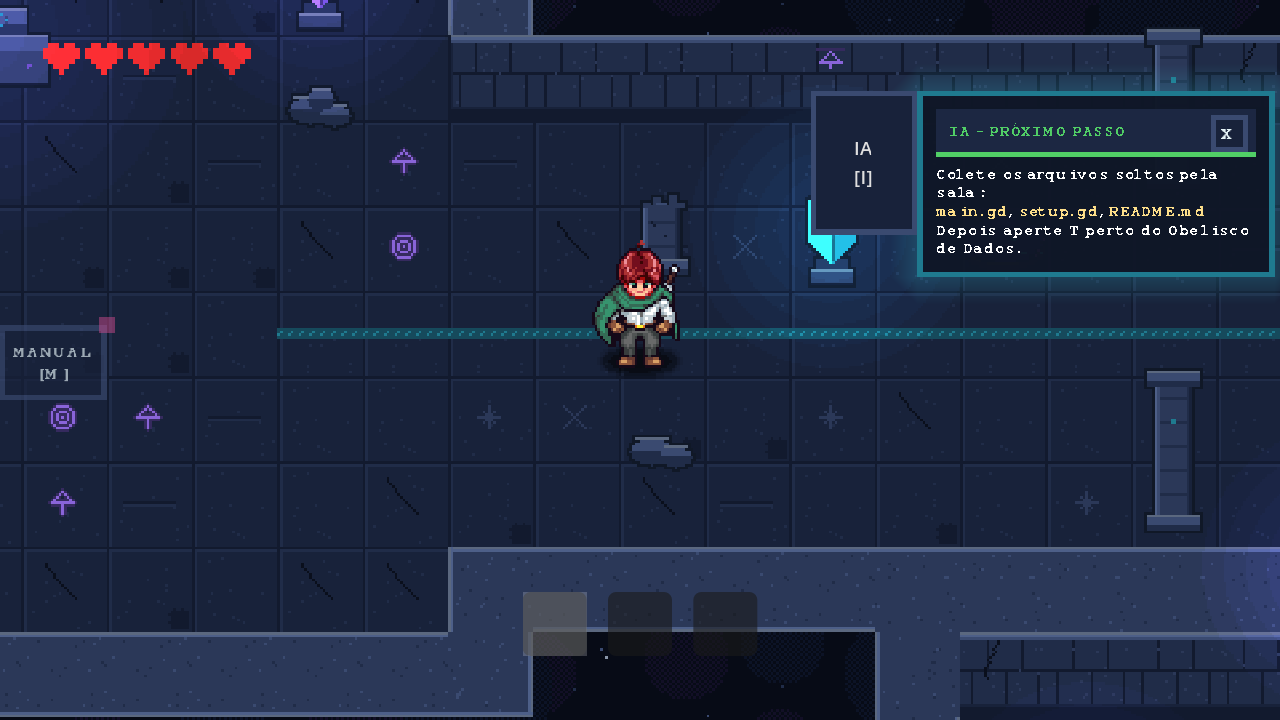 IA
[I]
IA - PRÓXIMO PASSO
X
Colete os arquivos soltos pela
sala:
main.gd, setup.gd, README.md
Depois aperte T perto do Obelisco
de Dados.
MANUAL
[M]